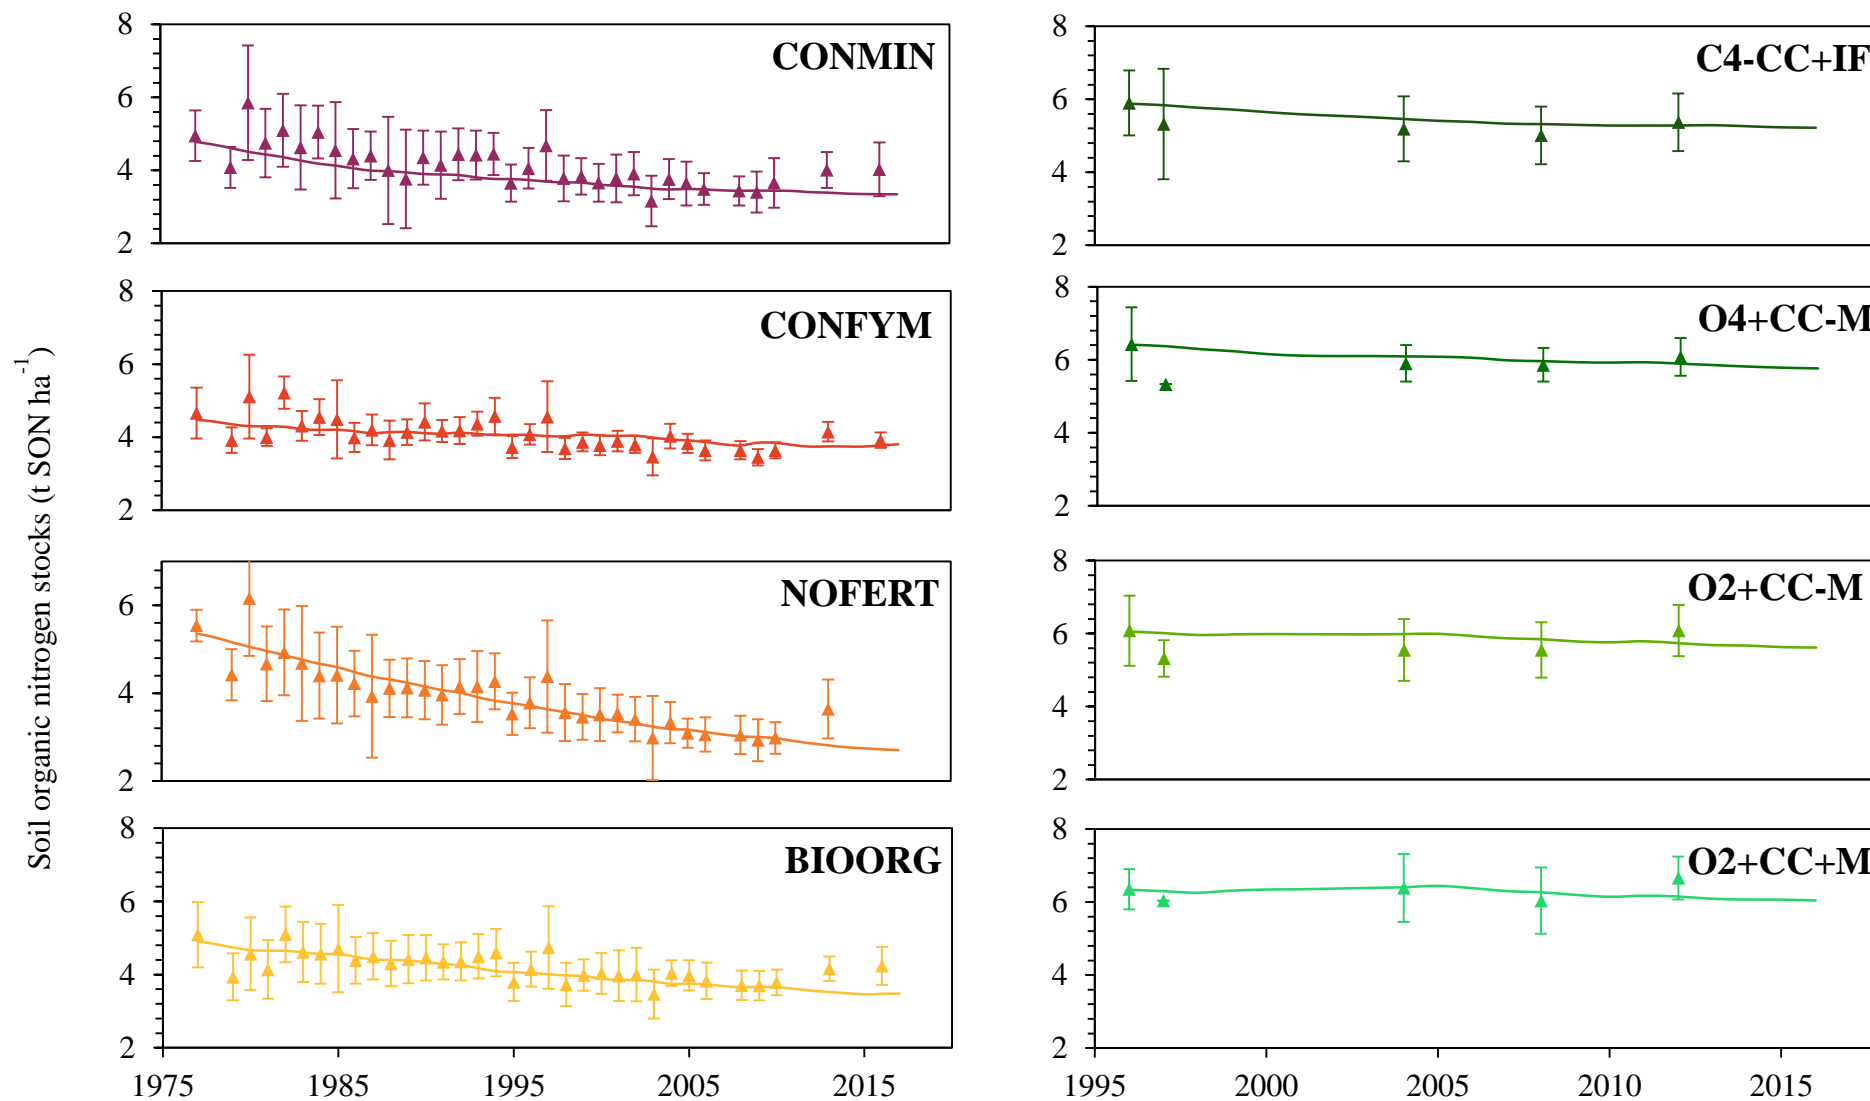 Soil organic nitrogen stocks (t SON ha⁻¹)
CONMIN
8
6
4
2
CONFYM
8
6
4
2
NOFERT
6
4
2
BIOORG
8
6
4
2
1975 1985 1995 2005 2015
C4-CC+IF
8
6
4
2
O4+CC-M
8
6
4
2
O2+CC-M
8
6
4
2
O2+CC+M
8
6
4
2
1995 2000 2005 2010 2015